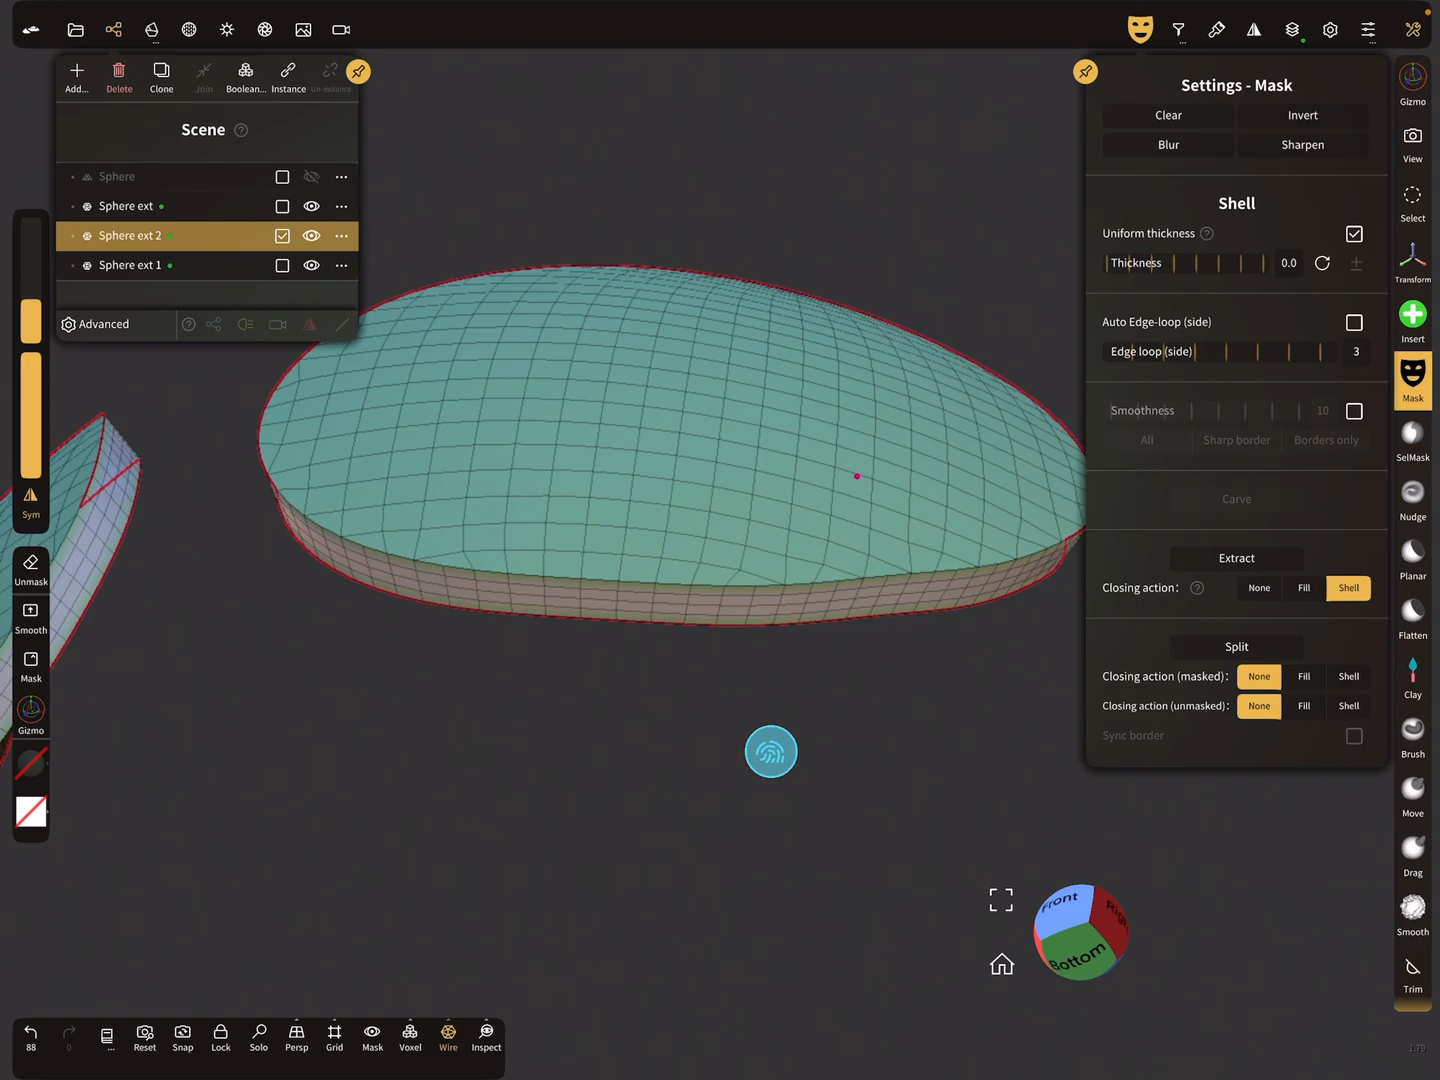 Add...
Delete
Clone
Join
Boolean...
Instance
Un-instance
Scene
Sphere
Sphere ext
Sphere ext 2
Sphere ext 1
Advanced
Sym
Unmask
Smooth
Mask
Gizmo
Settings - Mask
Clear
Invert
Blur
Sharpen
Shell
Uniform thickness
Thickness
0.0
Auto Edge-loop (side)
Edge loop (side)
3
Smoothness
10
All
Sharp border
Borders only
Carve
Extract
Closing action:
None
Fill
Shell
Split
Closing action (masked):
None
Fill
Shell
Closing action (unmasked):
None
Fill
Shell
Sync border
Gizmo
View
Select
Transform
Insert
Mask
SelMask
Nudge
Planar
Flatten
Clay
Brush
Move
Drag
Smooth
Trim
Front
Bottom
88
0
...
Reset
Snap
Lock
Solo
Persp
Grid
Mask
Voxel
Wire
Inspect
1.79